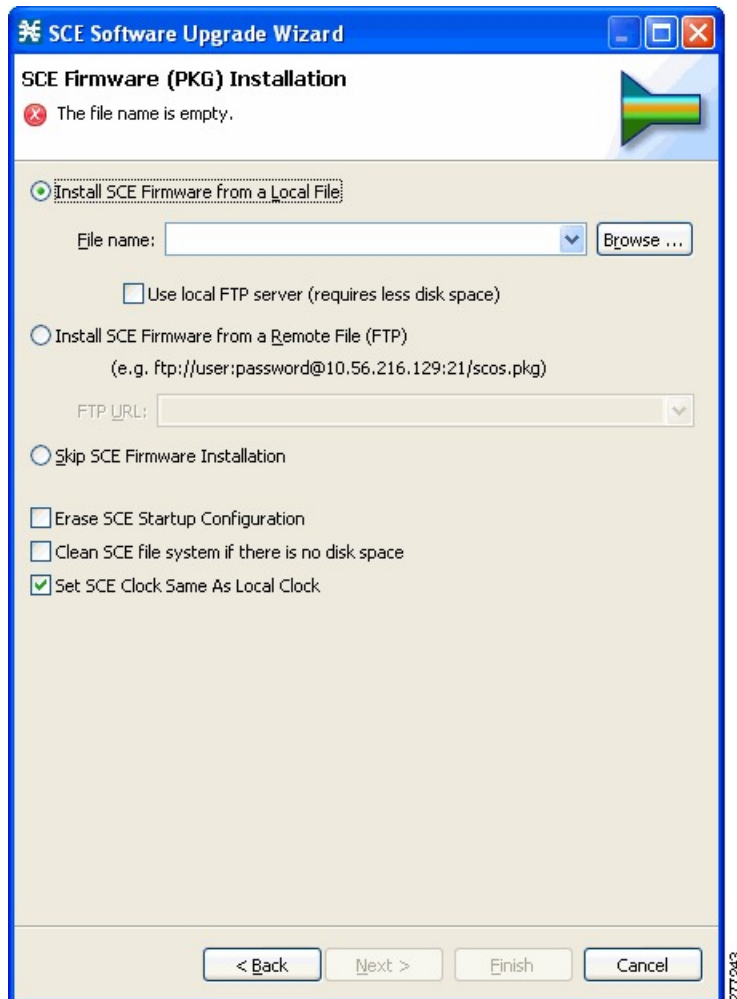 SCE Software Upgrade Wizard
SCE Firmware (PKG) Installation
The file name is empty.
Install SCE Firmware from a Local File
File name:
Browse ...
Use local FTP server (requires less disk space)
Install SCE Firmware from a Remote File (FTP)
(e.g. ftp://user:password@10.56.216.129:21/scos.pkg)
FTP URL:
Skip SCE Firmware Installation
Erase SCE Startup Configuration
Clean SCE file system if there is no disk space
Set SCE Clock Same As Local Clock
< Back
Next >
Finish
Cancel
277243